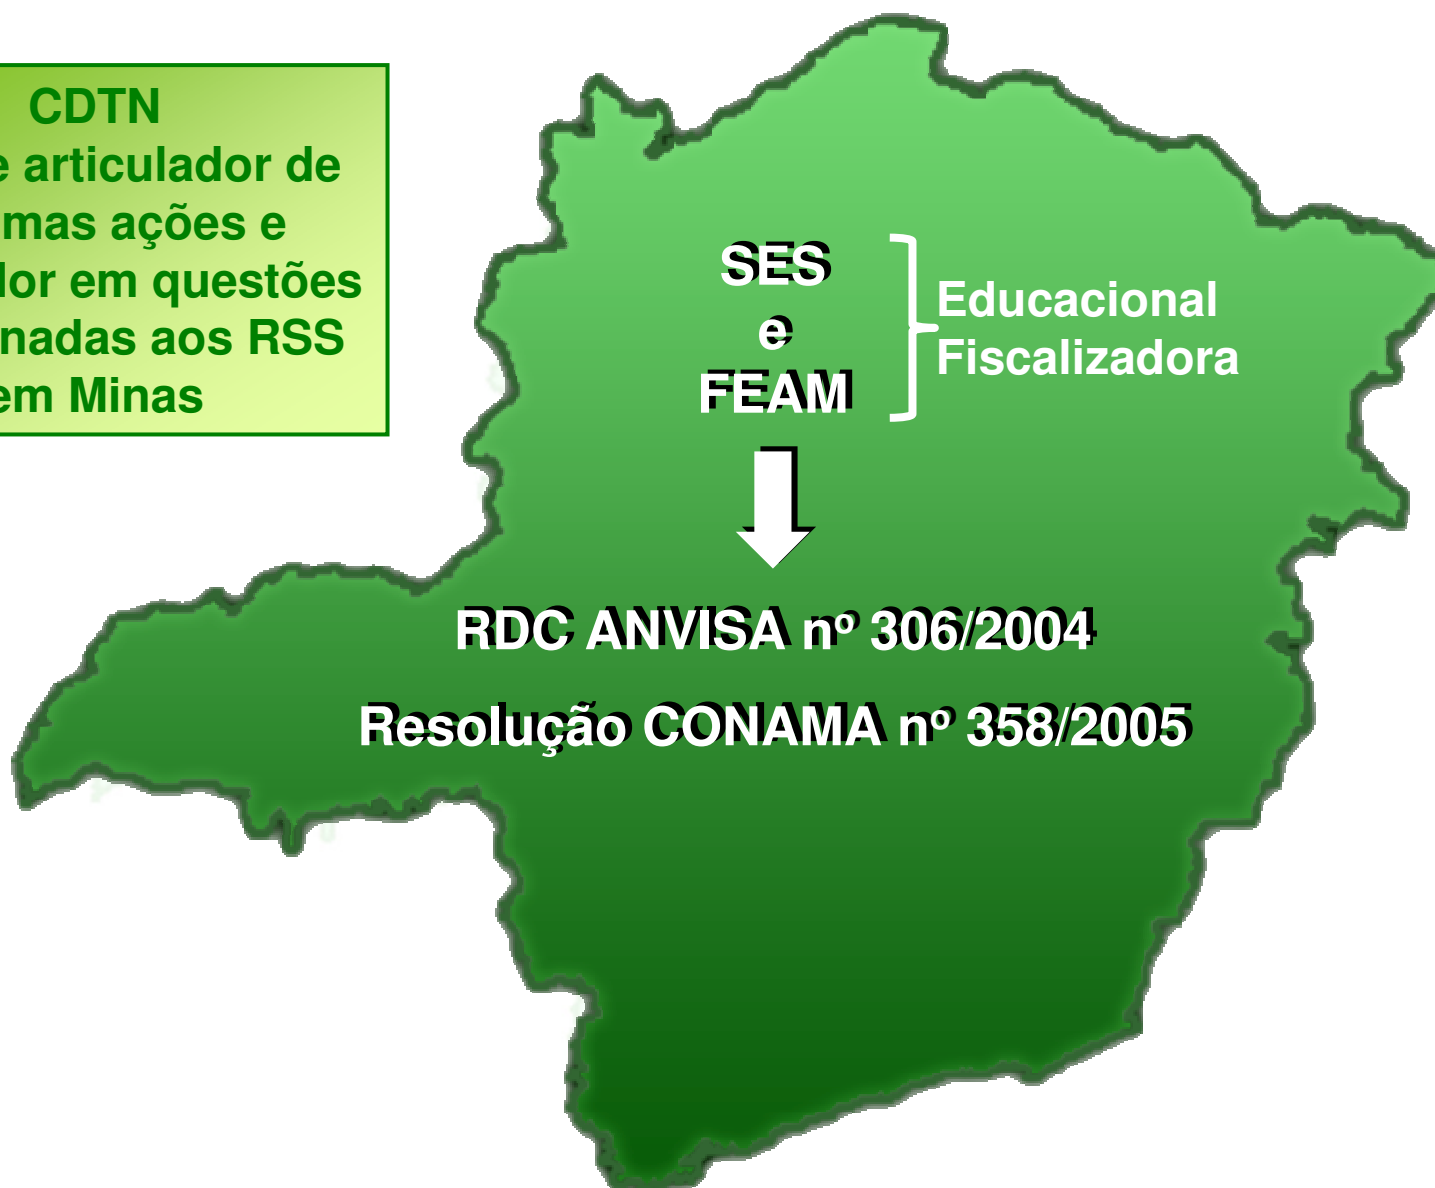 CDTN
e articulador de
mas ações e
dor em questões
nadas aos RSS
em Minas
SES
e
FEAM
Educacional
Fiscalizadora
RDC ANVISA nº 306/2004
Resolução CONAMA nº 358/2005